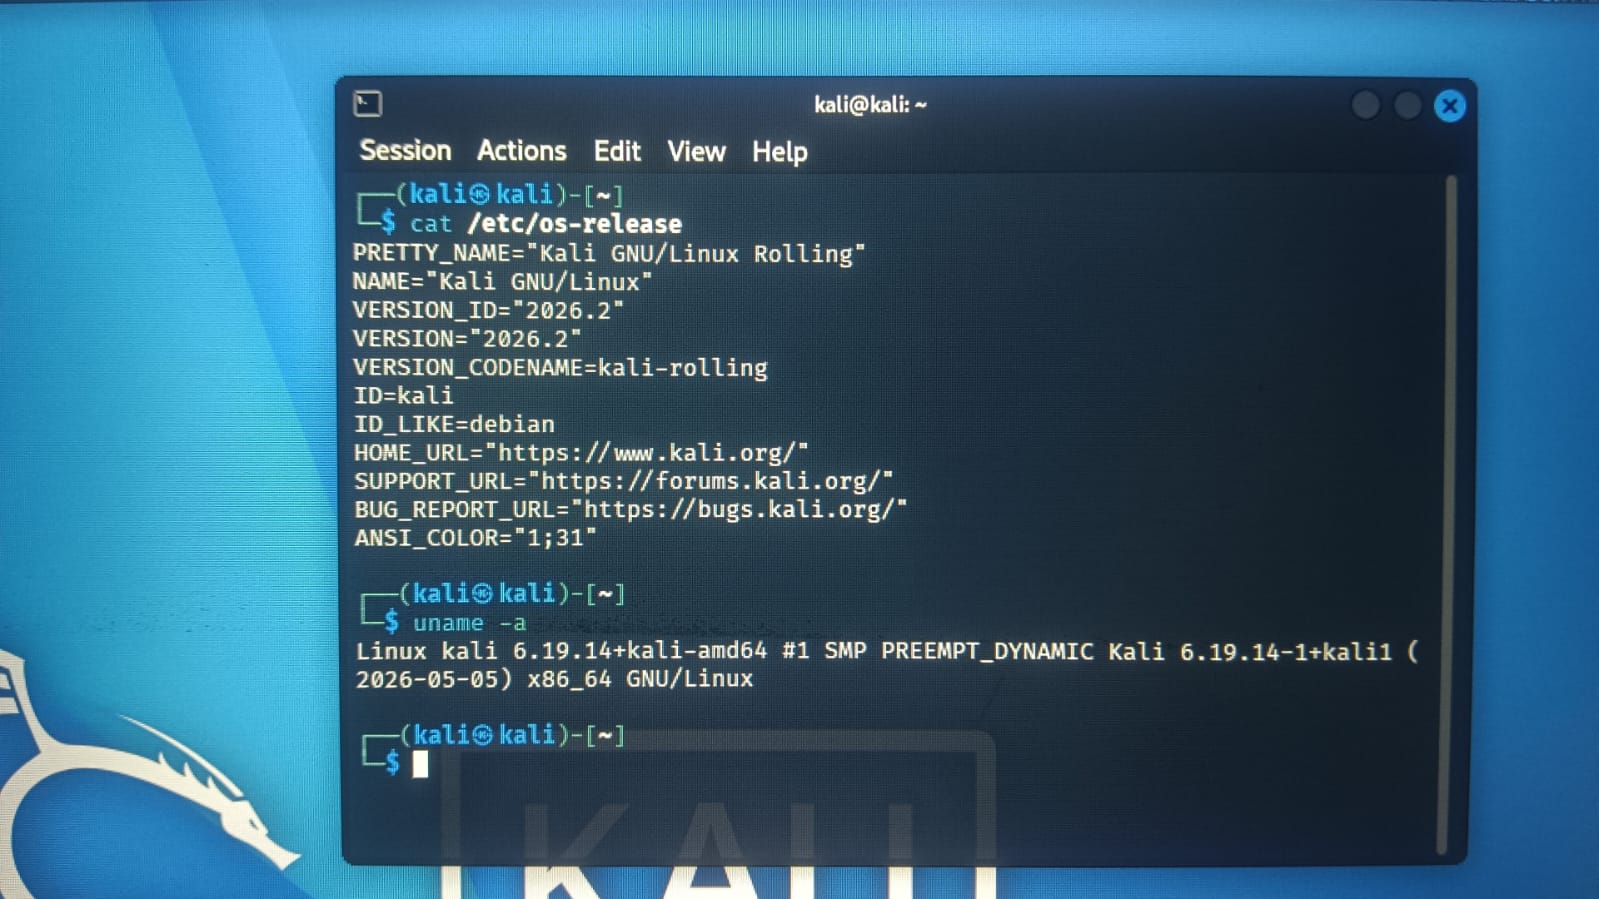 kali@kali: ~
Session Actions Edit View Help
┌──(kali㉿kali)-[~]
└─$ cat /etc/os-release
PRETTY_NAME="Kali GNU/Linux Rolling"
NAME="Kali GNU/Linux"
VERSION_ID="2026.2"
VERSION="2026.2"
VERSION_CODENAME=kali-rolling
ID=kali
ID_LIKE=debian
HOME_URL="https://www.kali.org/"
SUPPORT_URL="https://forums.kali.org/"
BUG_REPORT_URL="https://bugs.kali.org/"
ANSI_COLOR="1;31"
┌──(kali㉿kali)-[~]
└─$ uname -a
Linux kali 6.19.14+kali-amd64 #1 SMP PREEMPT_DYNAMIC Kali 6.19.14-1+kali1 (
2026-05-05) x86_64 GNU/Linux
┌──(kali㉿kali)-[~]
└─$
KALI